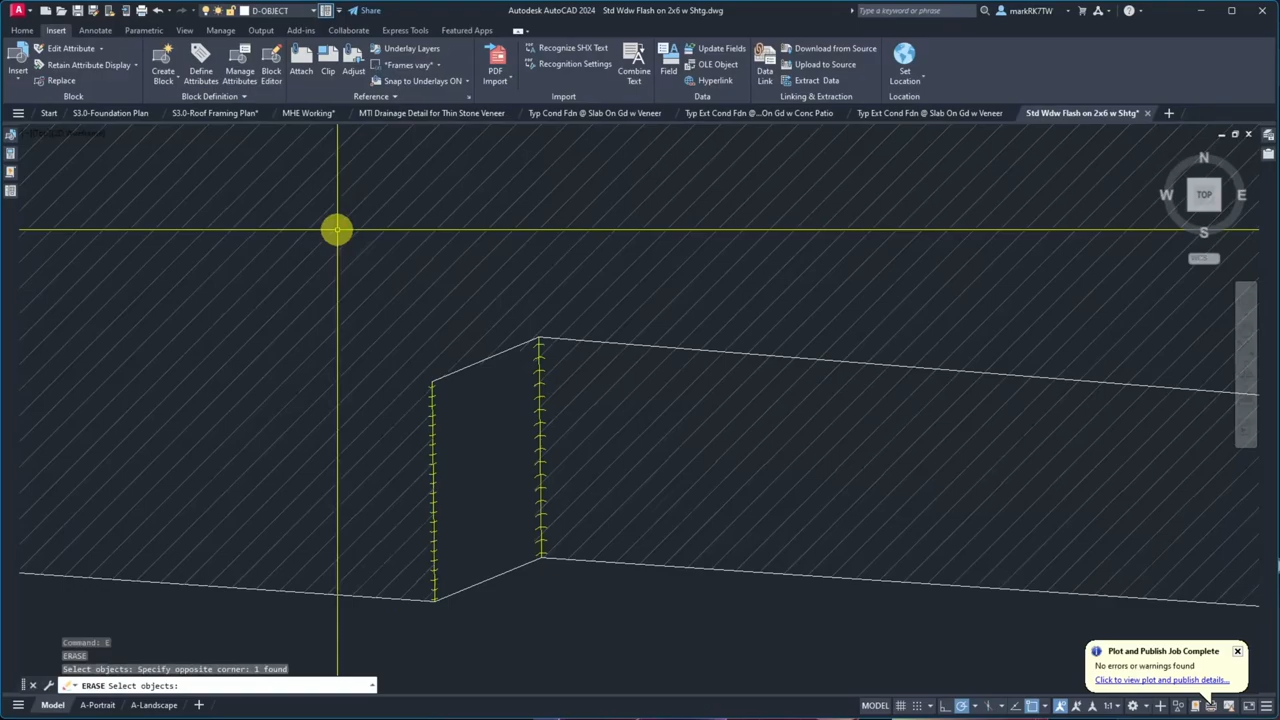 A
D-OBJECT
Share
Autodesk AutoCAD 2024 Std Wdw Flash on 2x6 w Shtg.dwg
Type a keyword or phrase
markRK7TW
Home Insert Annotate Parametric View Manage Output Add-ins Collaborate Express Tools Featured Apps
Insert
Edit Attribute
Retain Attribute Display
Replace
Block
Create Block
Define Attributes
Manage Attributes
Block Editor
Block Definition
Attach
Clip
Adjust
Underlay Layers
*Frames vary*
Snap to Underlays ON
Reference
PDF Import
Recognize SHX Text
Recognition Settings
Combine Text
Import
Field
Update Fields
OLE Object
Hyperlink
Data
Data Link
Download from Source
Upload to Source
Extract Data
Linking & Extraction
Set Location
Location
Start S3.0-Foundation Plan S3.0-Roof Framing Plan* MHE Working* MTI Drainage Detail for Thin Stone Veneer Typ Cond Fdn @ Slab On Gd w Veneer Typ Ext Cond Fdn @...On Gd w Conc Patio Typ Ext Cond Fdn @ Slab On Gd w Veneer Std Wdw Flash on 2x6 w Shtg*
N
W TOP E
S
WCS
Command: E
ERASE
Select objects: Specify opposite corner: 1 found
ERASE Select objects:
Plot and Publish Job Complete
No errors or warnings found
Click to view plot and publish details...
Model A-Portrait A-Landscape
MODEL
1:1